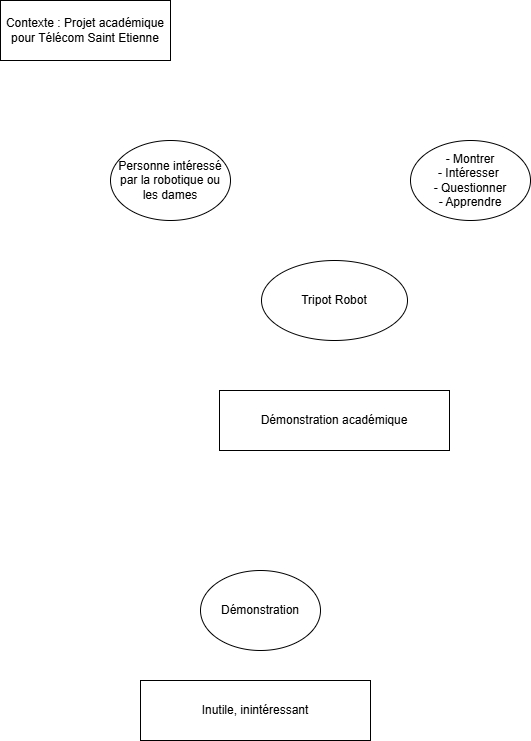 Contexte : Projet académique
pour Télécom Saint Etienne
Personne intéressé
par la robotique ou
les dames
- Montrer
- Intéresser
- Questionner
- Apprendre
Tripot Robot
Démonstration académique
Démonstration
Inutile, inintéressant